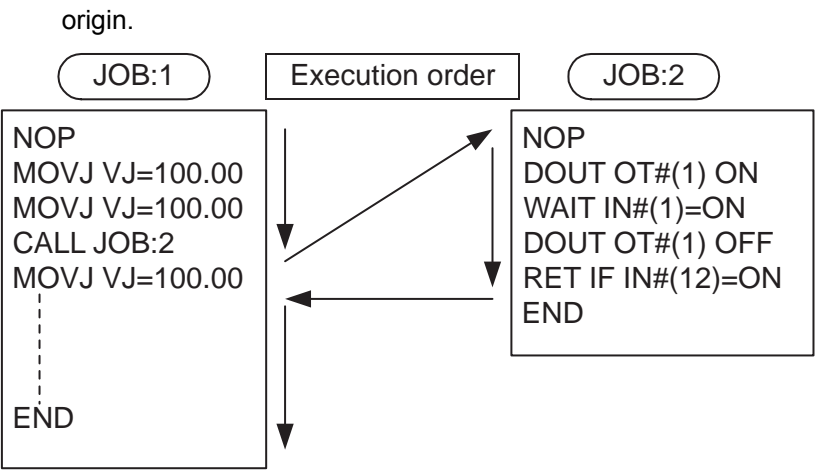 origin.
JOB:1
Execution order
JOB:2
NOP
MOVJ VJ=100.00
MOVJ VJ=100.00
CALL JOB:2
MOVJ VJ=100.00
END
NOP
DOUT OT#(1) ON
WAIT IN#(1)=ON
DOUT OT#(1) OFF
RET IF IN#(12)=ON
END